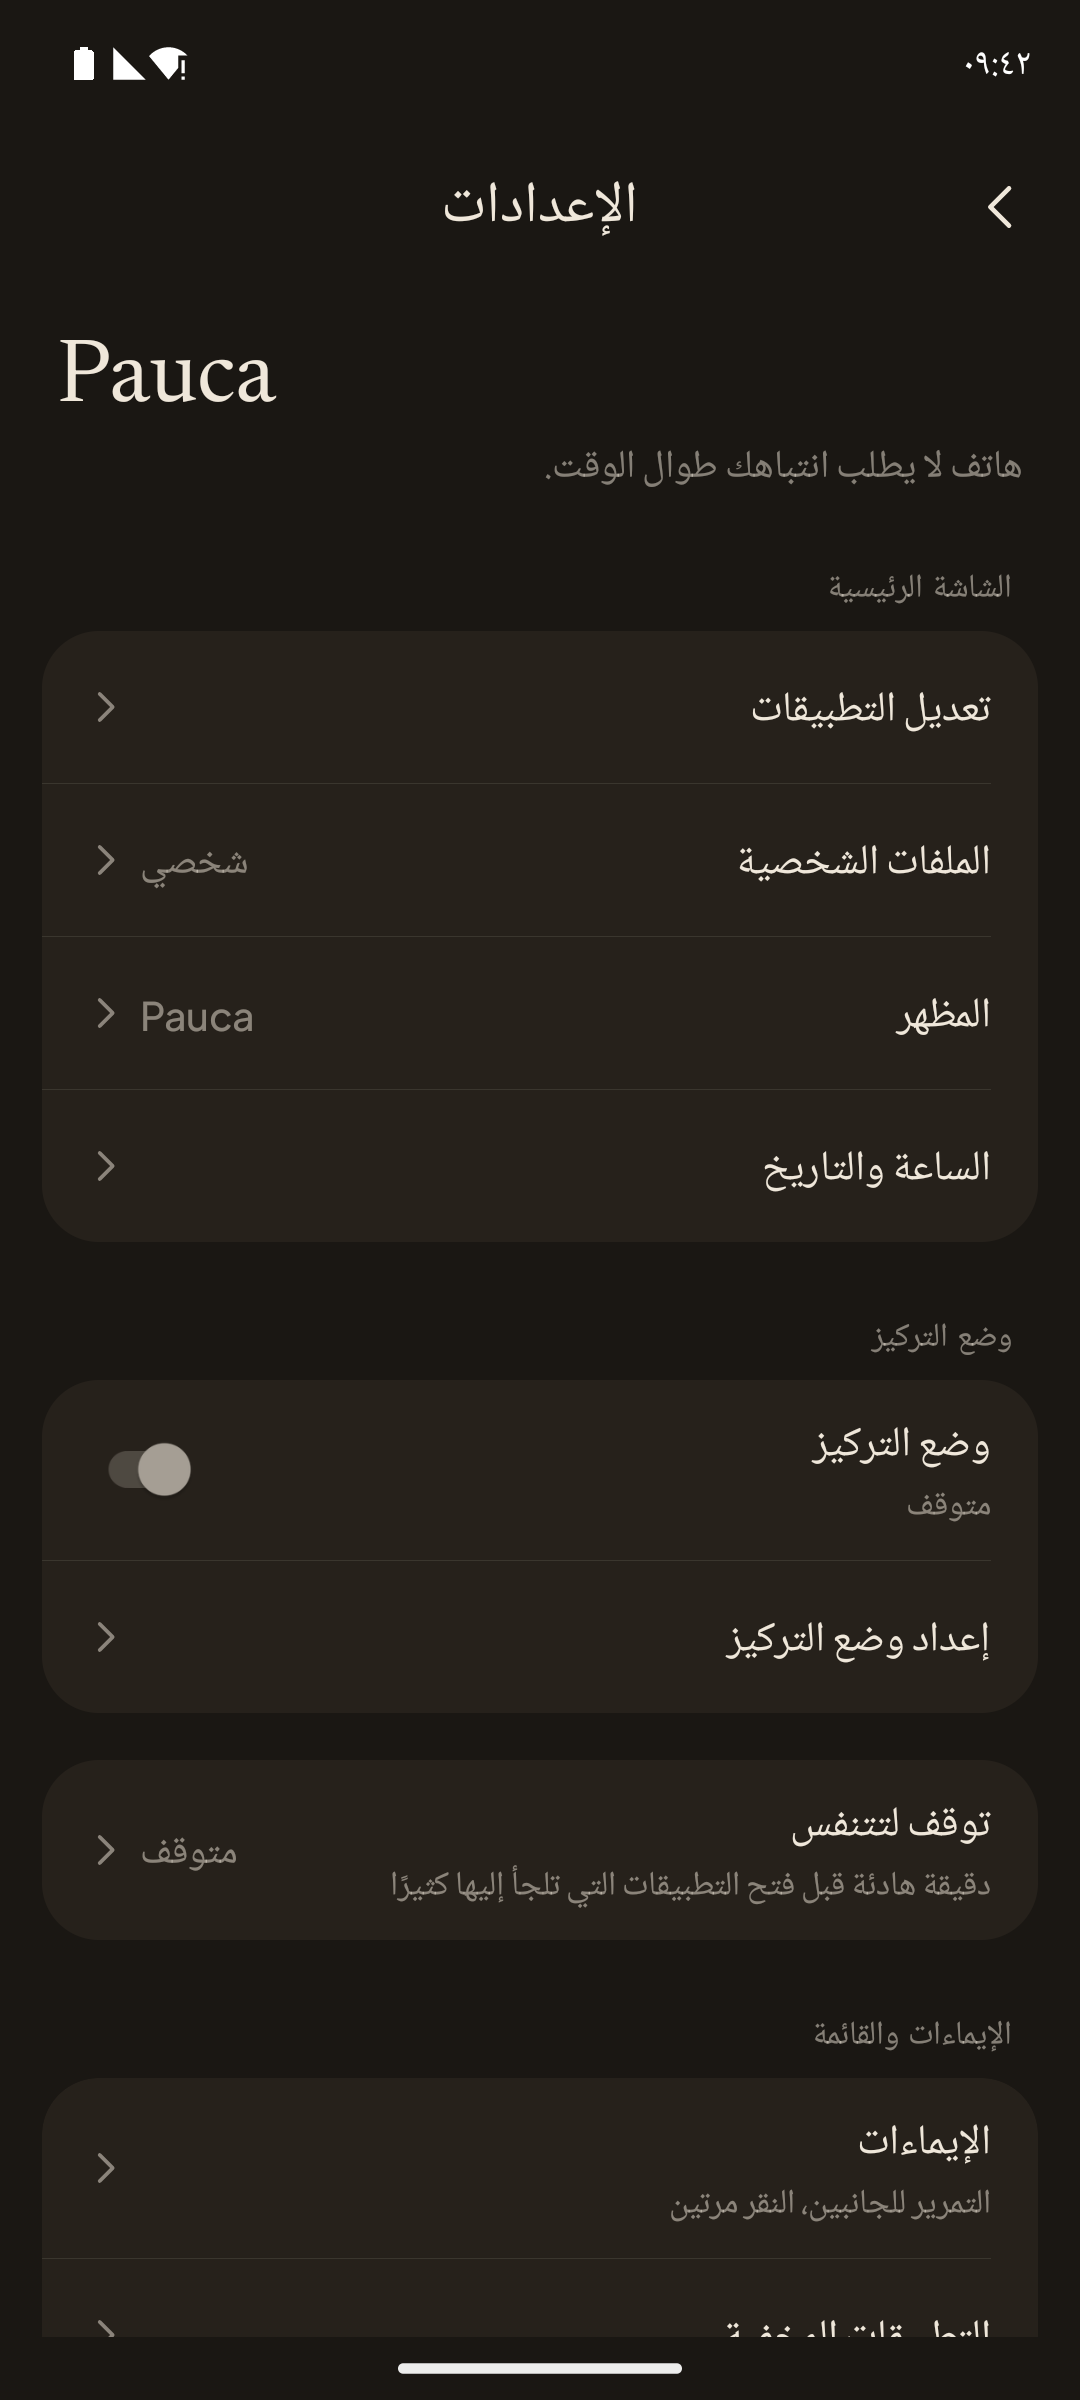 ٠٩:٤٢
الإعدادات
Pauca
هاتف لا يطلب انتباهك طوال الوقت.
الشاشة الرئيسية
تعديل التطبيقات
الملفات الشخصية شخصي
المظهر Pauca
الساعة والتاريخ
وضع التركيز
وضع التركيز
متوقف
إعداد وضع التركيز
توقف لتتنفس
متوقف
دقيقة هادئة قبل فتح التطبيقات التي تلجأ إليها كثيرًا
الإيماءات والقائمة
الإيماءات
التمرير للجانبين، النقر مرتين